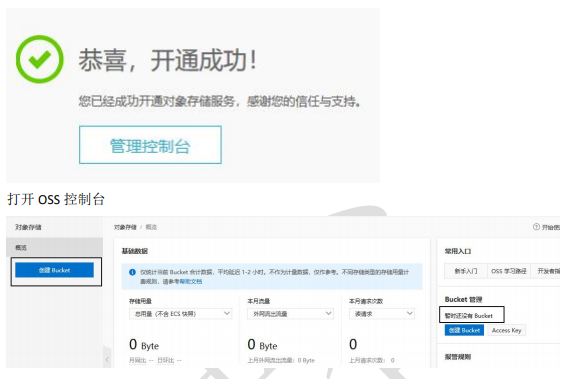 恭喜，开通成功！
您已经成功开通对象存储服务，感谢您的信任与支持。
管理控制台
打开 OSS 控制台
对象存储
对象存储 / 概览
开始使
概览
创建 Bucket
基础数据
仅统计当前 Bucket 合计数据，平均延迟 1-2 小时。不作为计量数据，仅作参考。不同存储类型的存储用量计
量规则，请参考帮助文档
存储用量
本月流量
本月请求次数
总用量（不含 ECS 快照）
外网流出流量
读请求
0 Byte
0 Byte
0
月同比 -- 日环比 --
上月外网流出流量：0 Byte
上月请求次数： 0
常用入口
新手入门
OSS 学习路径
开发者指
Bucket 管理
暂时还没有 Bucket
创建 Bucket
Access Key
报警规则